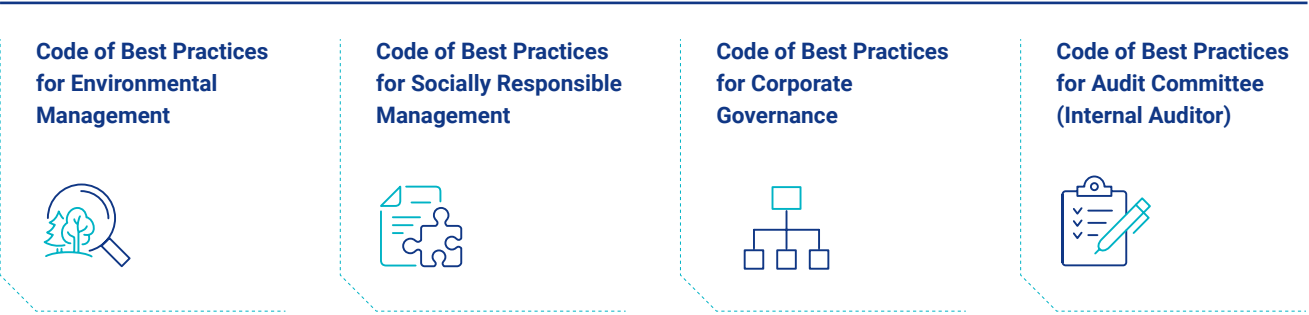 Code of Best Practices
for Environmental
Management
Code of Best Practices
for Socially Responsible
Management
Code of Best Practices
for Corporate
Governance
Code of Best Practices
for Audit Committee
(Internal Auditor)